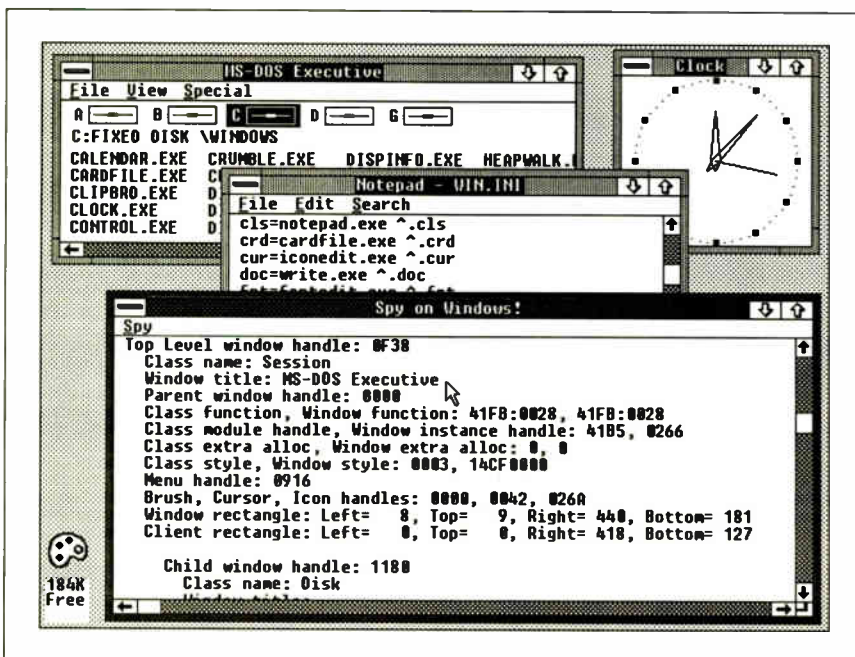 MS-DOS Executive
File View Special
A B C D G
C:FIXED DISK \WINDOWS
CALENDAR.EXE CRUMBLE.EXE DISPINFO.EXE HEAPWALK.
CARDFILE.EXE
CLIPBRD.EXE
CLOCK.EXE
CONTROL.EXE
Clock
Notepad - WIN.INI
File Edit Search
cls=notepad.exe ^.cls
crd=cardfile.exe ^.crd
cur=iconedit.exe ^.cur
doc=write.exe ^.doc
Spy on Windows!
Spy
Top Level window handle: 0F38
Class name: Session
Window title: MS-DOS Executive
Parent window handle: 0000
Class function, Window function: 41FB:0028, 41FB:0028
Class module handle, Window instance handle: 41B5, 0266
Class extra alloc, Window extra alloc: 0, 0
Class style, Window style: 0003, 14CF0000
Menu handle: 0916
Brush, Cursor, Icon handles: 0000, 0042, 026A
Window rectangle: Left= 8, Top= 9, Right= 440, Bottom= 181
Client rectangle: Left= 0, Top= 0, Right= 418, Bottom= 127
Child window handle: 1180
Class name: Disk
184K
Free